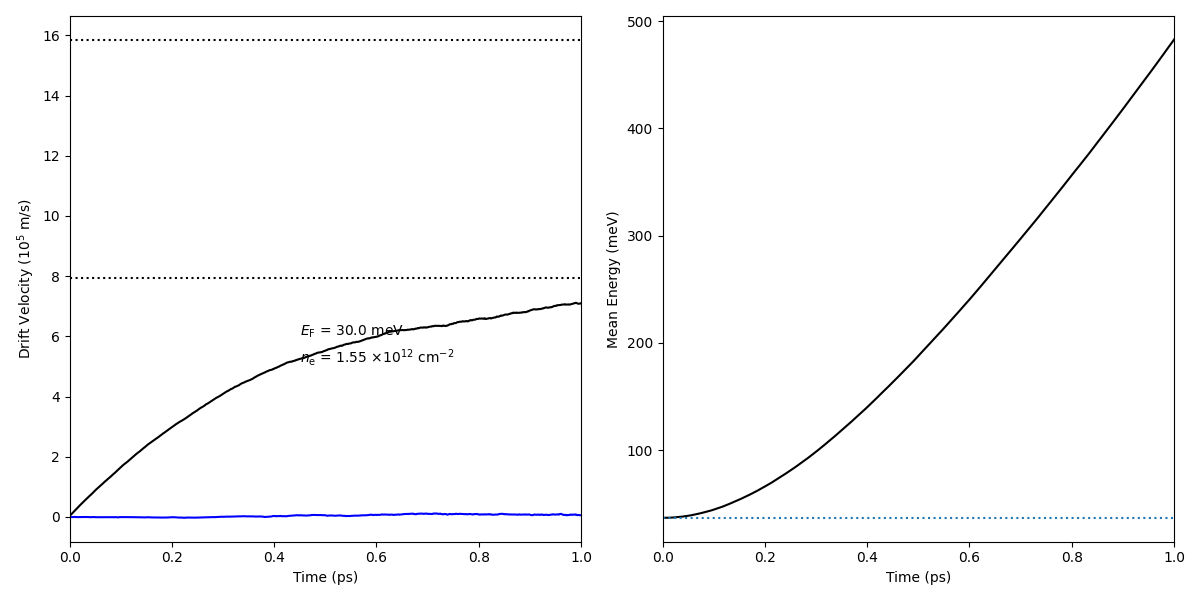 16
14
12
10
8
6
4
2
0
Drift Velocity (10⁵ m/s)
E_F = 30.0 meV
n_e = 1.55 ×10¹² cm⁻²
0.0 0.2 0.4 0.6 0.8 1.0
Time (ps)
500
400
300
200
100
Mean Energy (meV)
0.0 0.2 0.4 0.6 0.8 1.0
Time (ps)